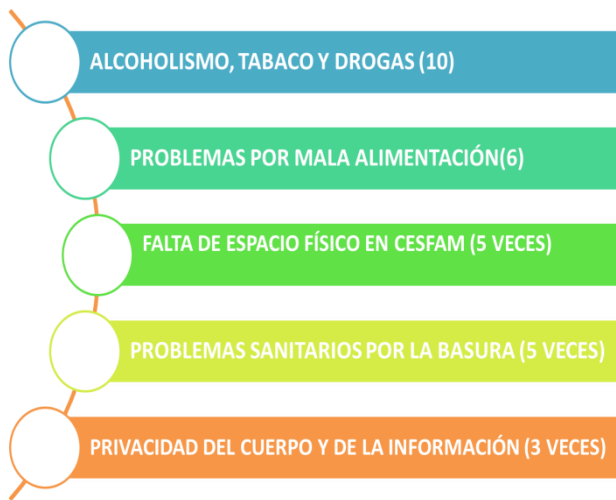 ALCOHOLISMO, TABACO Y DROGAS (10)
PROBLEMAS POR MALA ALIMENTACIÓN(6)
FALTA DE ESPACIO FÍSICO EN CESFAM (5 VECES)
PROBLEMAS SANITARIOS POR LA BASURA (5 VECES)
PRIVACIDAD DEL CUERPO Y DE LA INFORMACIÓN (3 VECES)